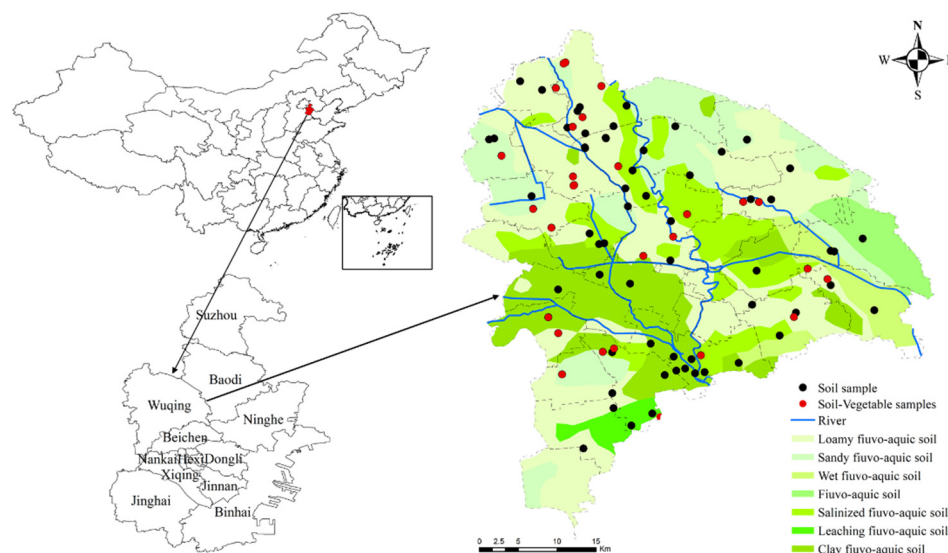 N
W
E
S
Suzhou
Baodi
Wuqing
Ninghe
Beichen
Nankai
Hexi
Dongli
Xiqing
Jinnan
Jinghai
Binhai
Soil sample
Soil-Vegetable samples
River
Loamy fiuvo-aquic soil
Sandy fiuvo-aquic soil
Wet fiuvo-aquic soil
Fiuvo-aquic soil
Salinized fiuvo-aquic soil
Leaching fiuvo-aquic soil
Clay fiuvo-aquic soil
0 2.5 5 10 15
Km